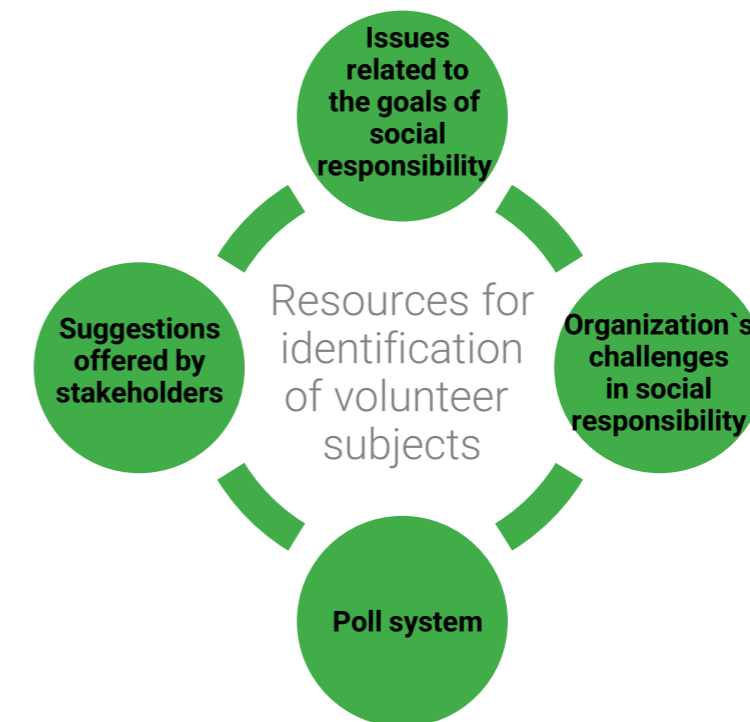 Issues
related to
the goals of
social
responsibility
Resources for
identification
of volunteer
subjects
Suggestions
offered by
stakeholders
Organization`s
challenges
in social
responsibility
Poll system